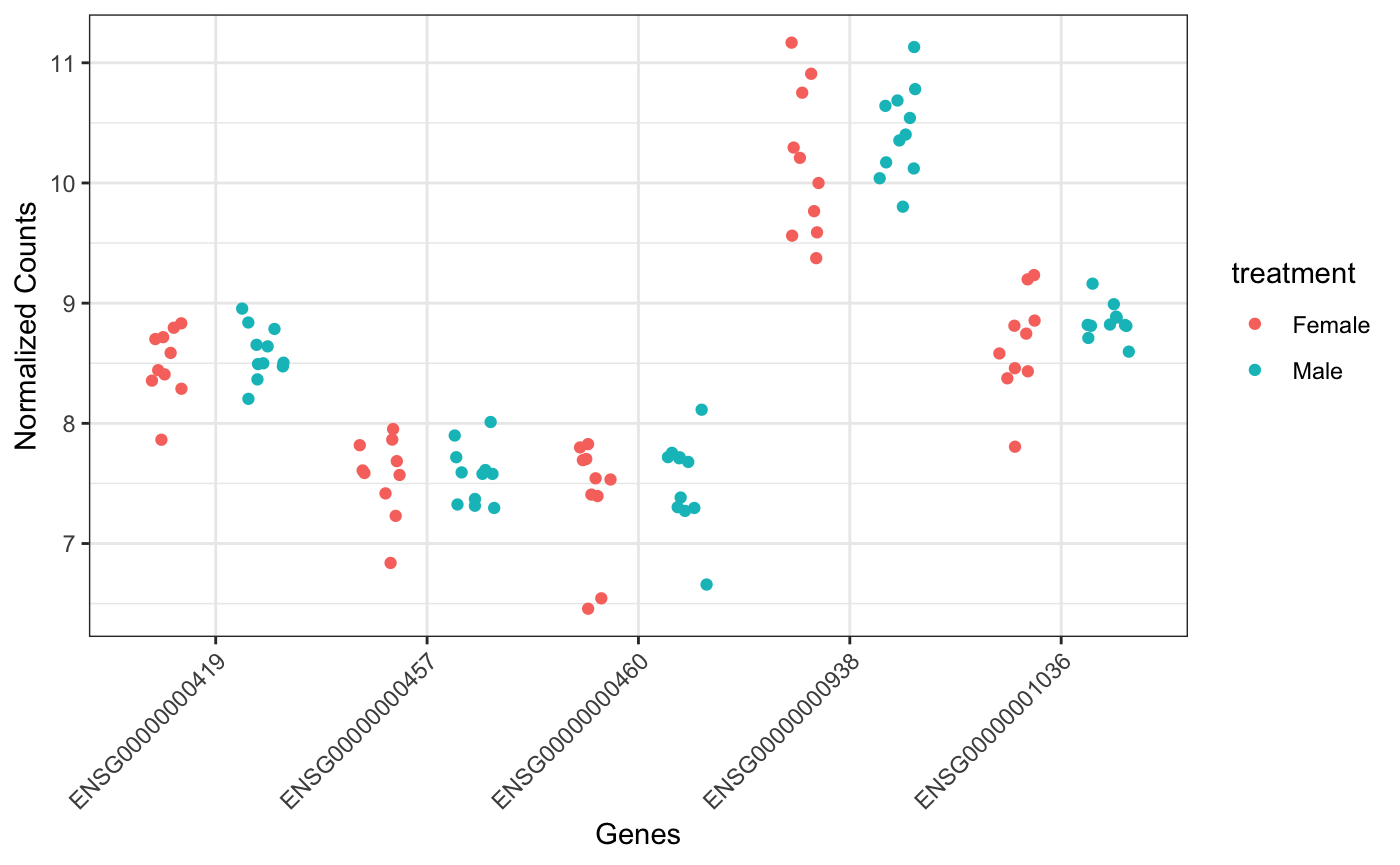 11
10
9
8
7
Normalized Counts
ENSG00000000419
ENSG00000000457
ENSG00000000460
ENSG00000000938
ENSG00000001036
Genes
treatment
Female
Male